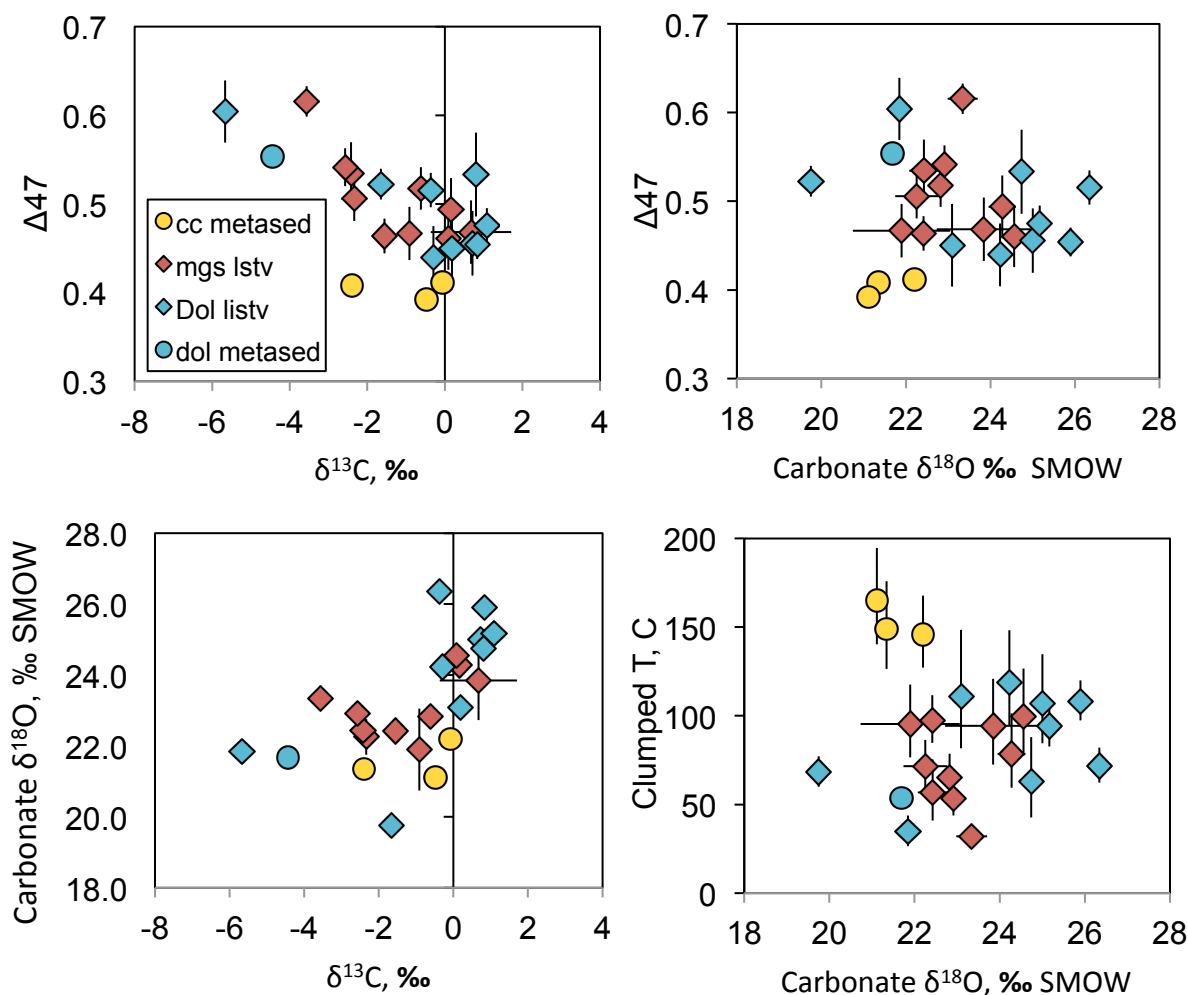 0.7
0.6
0.5
0.4
0.3
Δ47
cc metased
mgs lstv
Dol listv
dol metased
-8 -6 -4 -2 0 2 4
δ¹³C, ‰
0.7
0.6
0.5
0.4
0.3
Δ47
18 20 22 24 26 28
Carbonate δ¹⁸O ‰ SMOW
28.0
26.0
24.0
22.0
20.0
18.0
Carbonate δ¹⁸O, ‰ SMOW
-8 -6 -4 -2 0 2 4
δ¹³C, ‰
200
150
100
50
0
Clumped T, C
18 20 22 24 26 28
Carbonate δ¹⁸O, ‰ SMOW